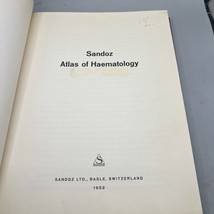 Sandoz
Atlas of Haematology
SANDOZ LTD., BASLE, SWITZERLAND
1952